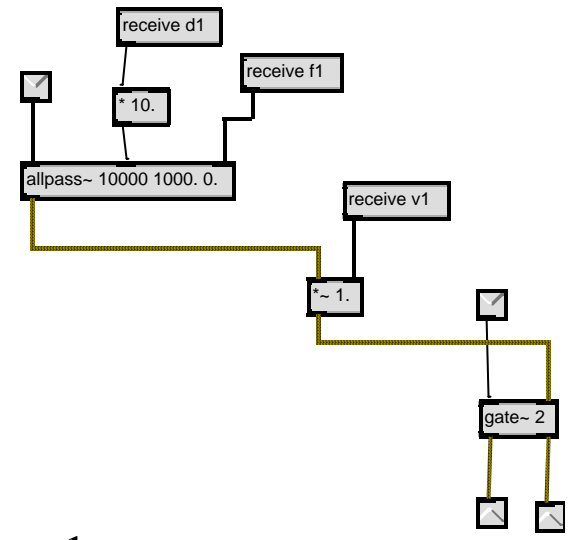 receive d1
receive f1
* 10.
allpass~ 10000 1000. 0.
receive v1
*~ 1.
gate~ 2